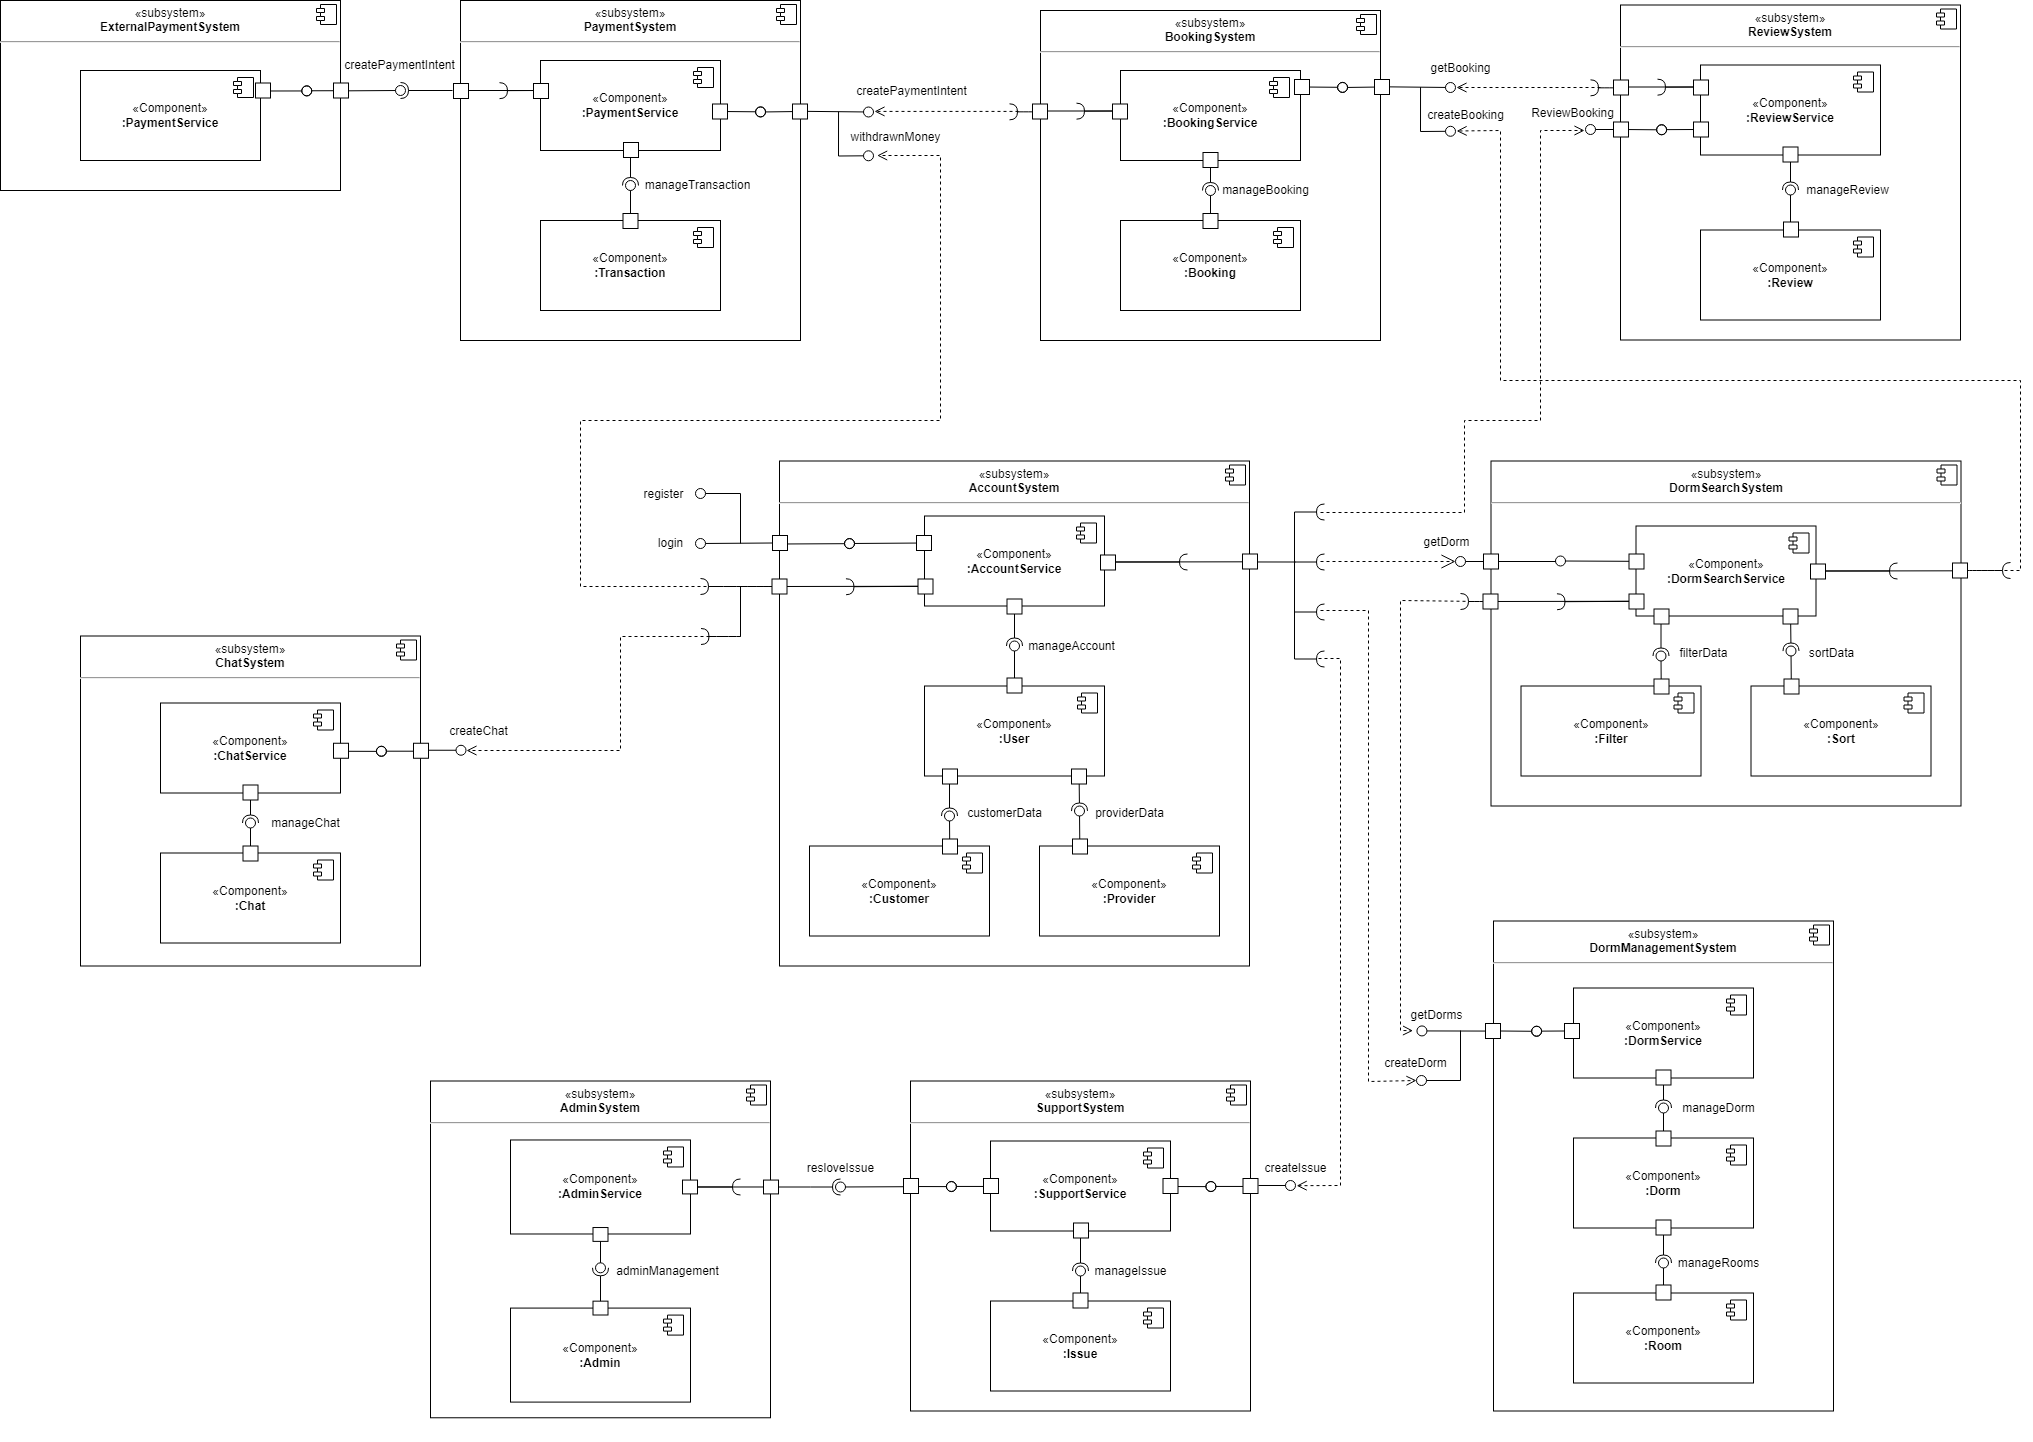 «subsystem»
ExternalPaymentSystem
«Component»
:PaymentService
createPaymentIntent
«subsystem»
PaymentSystem
«Component»
:PaymentService
manageTransaction
«Component»
:Transaction
createPaymentIntent
withdrawnMoney
«subsystem»
BookingSystem
«Component»
:BookingService
manageBooking
«Component»
:Booking
getBooking
createBooking
ReviewBooking
«subsystem»
ReviewSystem
«Component»
:ReviewService
manageReview
«Component»
:Review
register
login
«subsystem»
AccountSystem
«Component»
:AccountService
manageAccount
«Component»
:User
customerData
providerData
«Component»
:Customer
«Component»
:Provider
getDorm
«subsystem»
DormSearchSystem
«Component»
:DormSearchService
filterData
sortData
«Component»
:Filter
«Component»
:Sort
«subsystem»
ChatSystem
«Component»
:ChatService
createChat
manageChat
«Component»
:Chat
«subsystem»
DormManagementSystem
getDorms
createDorm
«Component»
:DormService
manageDorm
«Component»
:Dorm
manageRooms
«Component»
:Room
«subsystem»
AdminSystem
«Component»
:AdminService
adminManagement
«Component»
:Admin
resloveIssue
«subsystem»
SupportSystem
«Component»
:SupportService
createIssue
manageIssue
«Component»
:Issue